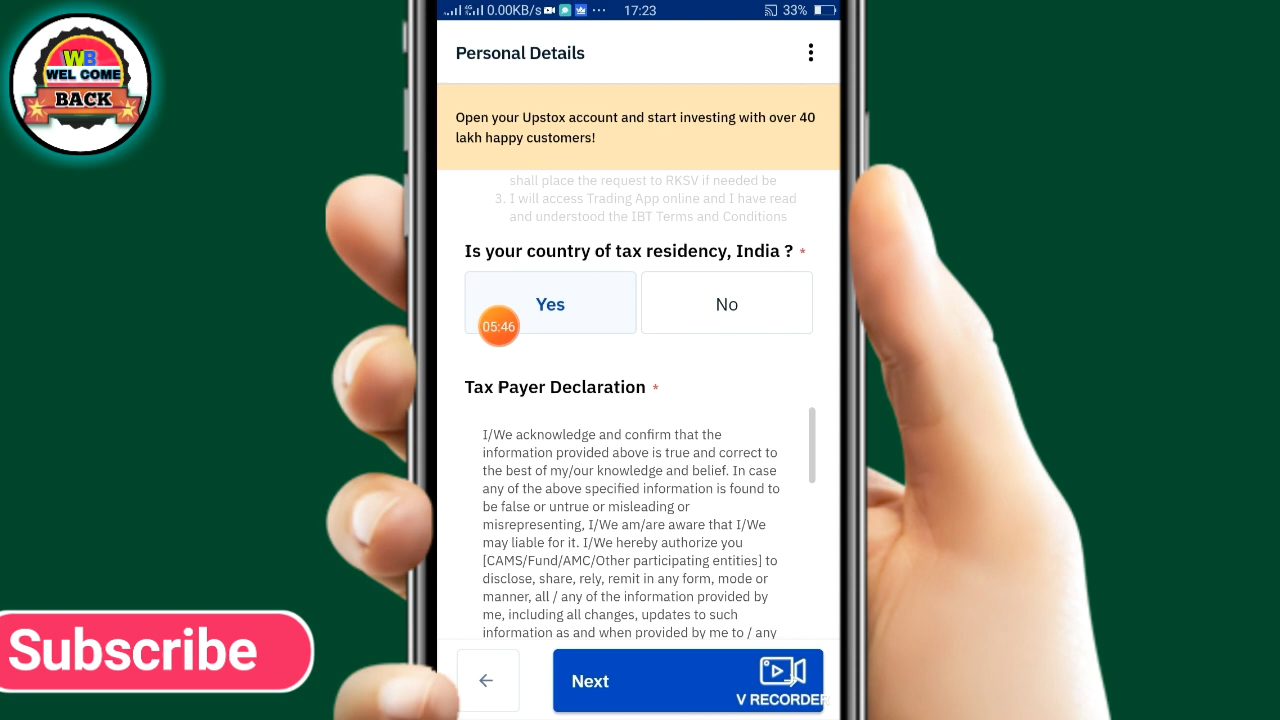 WB
WEL COME
BACK
0.00KB/s
17:23
33%
Personal Details
Open your Upstox account and start investing with over 40
lakh happy customers!
shall place the request to RKSV if needed be
3. I will access Trading App online and I have read
and understood the IBT Terms and Conditions
Is your country of tax residency, India ? *
Yes
No
05:46
Tax Payer Declaration *
I/We acknowledge and confirm that the
information provided above is true and correct to
the best of my/our knowledge and belief. In case
any of the above specified information is found to
be false or untrue or misleading or
misrepresenting, I/We am/are aware that I/We
may liable for it. I/We hereby authorize you
[CAMS/Fund/AMC/Other participating entities] to
disclose, share, rely, remit in any form, mode or
manner, all / any of the information provided by
me, including all changes, updates to such
information as and when provided by me to / any
Subscribe
Next
V RECORDER